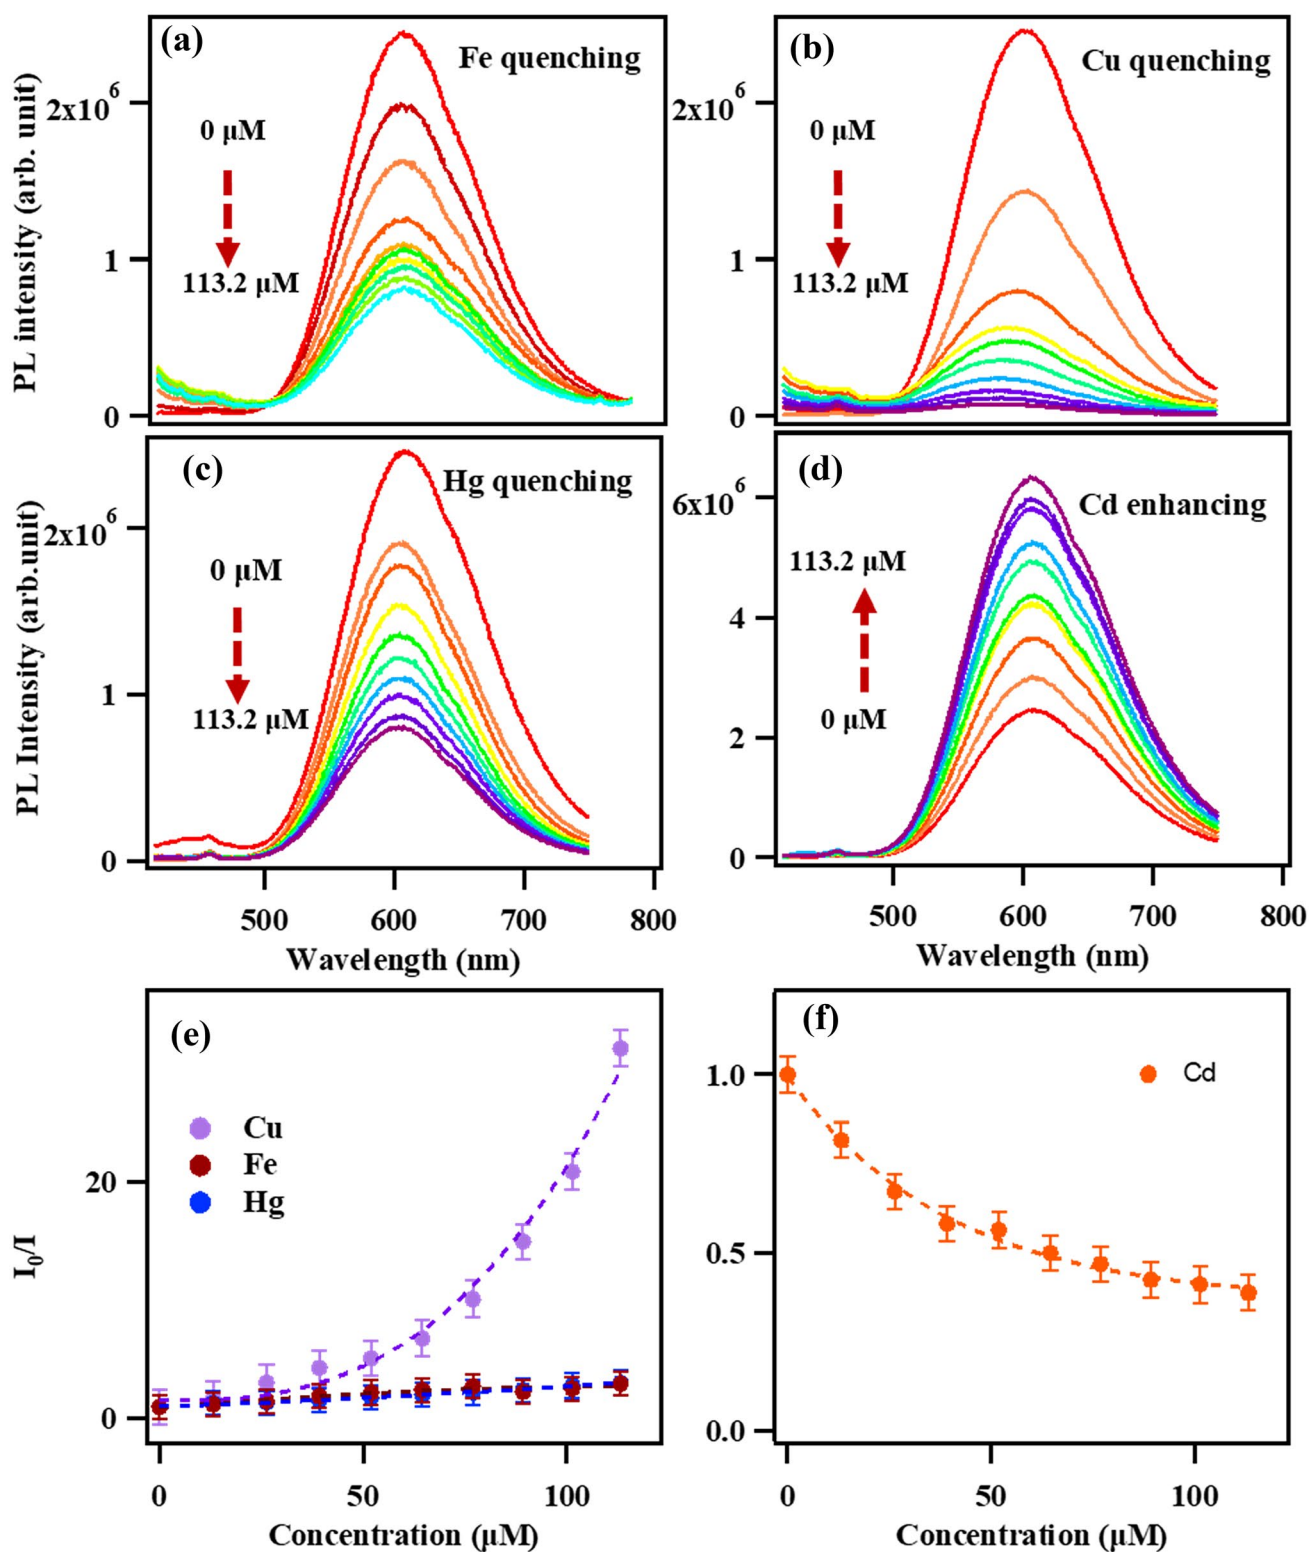 (a)
Fe quenching
2x10⁶
0 μM
1
113.2 μM
0
PL intensity (arb. unit)
(b)
Cu quenching
2x10⁶
0 μM
1
113.2 μM
0
(c)
Hg quenching
2x10⁶
0 μM
1
113.2 μM
0
PL Intensity (arb.unit)
500 600 700 800
Wavelength (nm)
(d)
6x10⁶
Cd enhancing
113.2 μM
4
0 μM
2
0
500 600 700 800
Wavelength (nm)
(e)
Cu
Fe
Hg
20
0
I₀/I
0 50 100
Concentration (μM)
(f)
Cd
1.0
0.5
0.0
0 50 100
Concentration (μM)